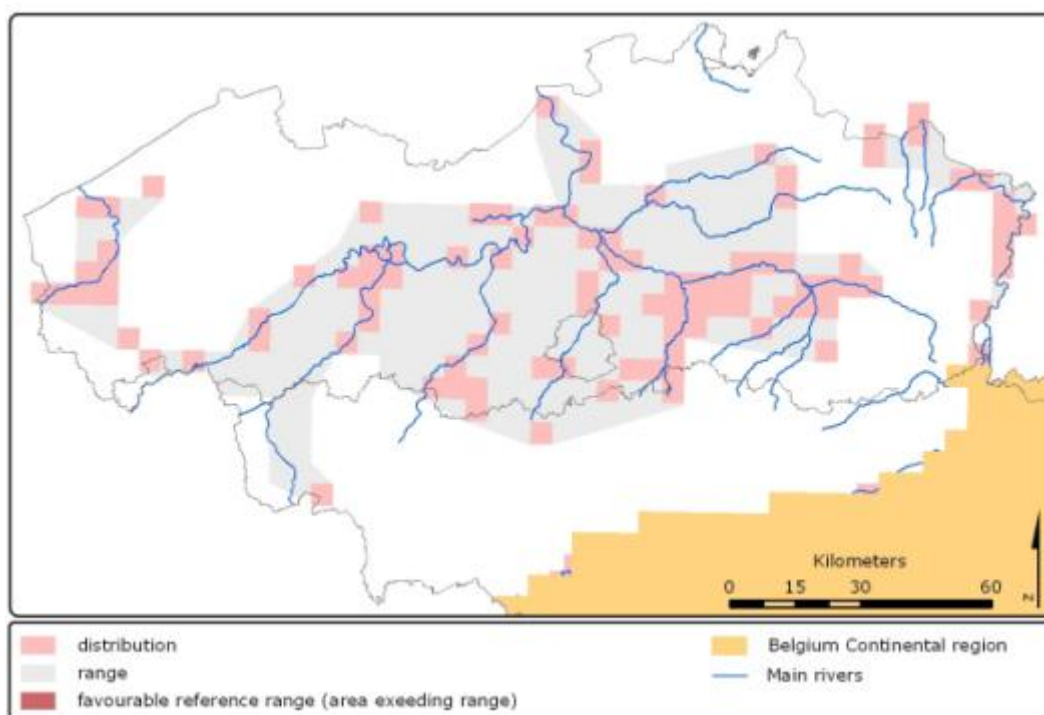 Kilometers
0 15 30 60
N
distribution
range
favourable reference range (area exeeding range)
Belgium Continental region
Main rivers